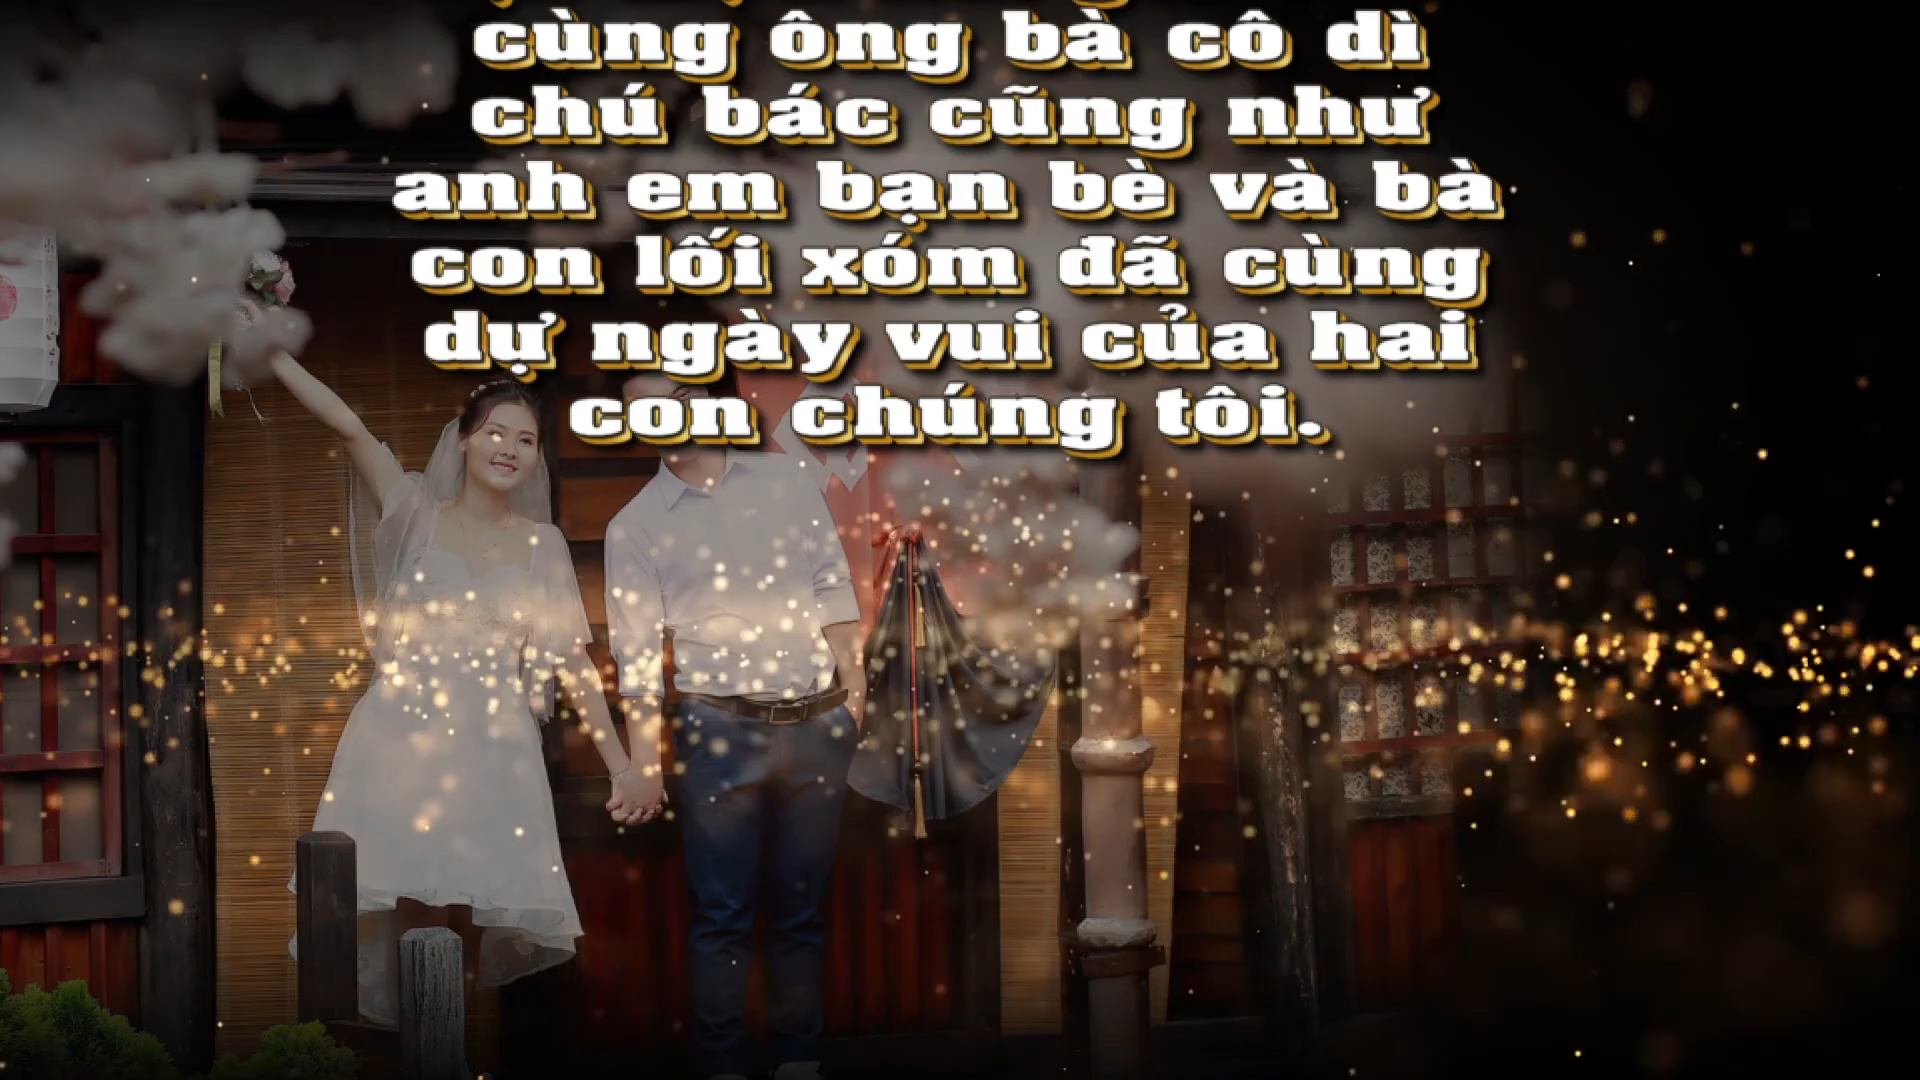 cùng ông bà cô dì
chú bác cũng như
anh em bạn bè và bà
con lối xóm đã cùng
dự ngày vui của hai
con chúng tôi.